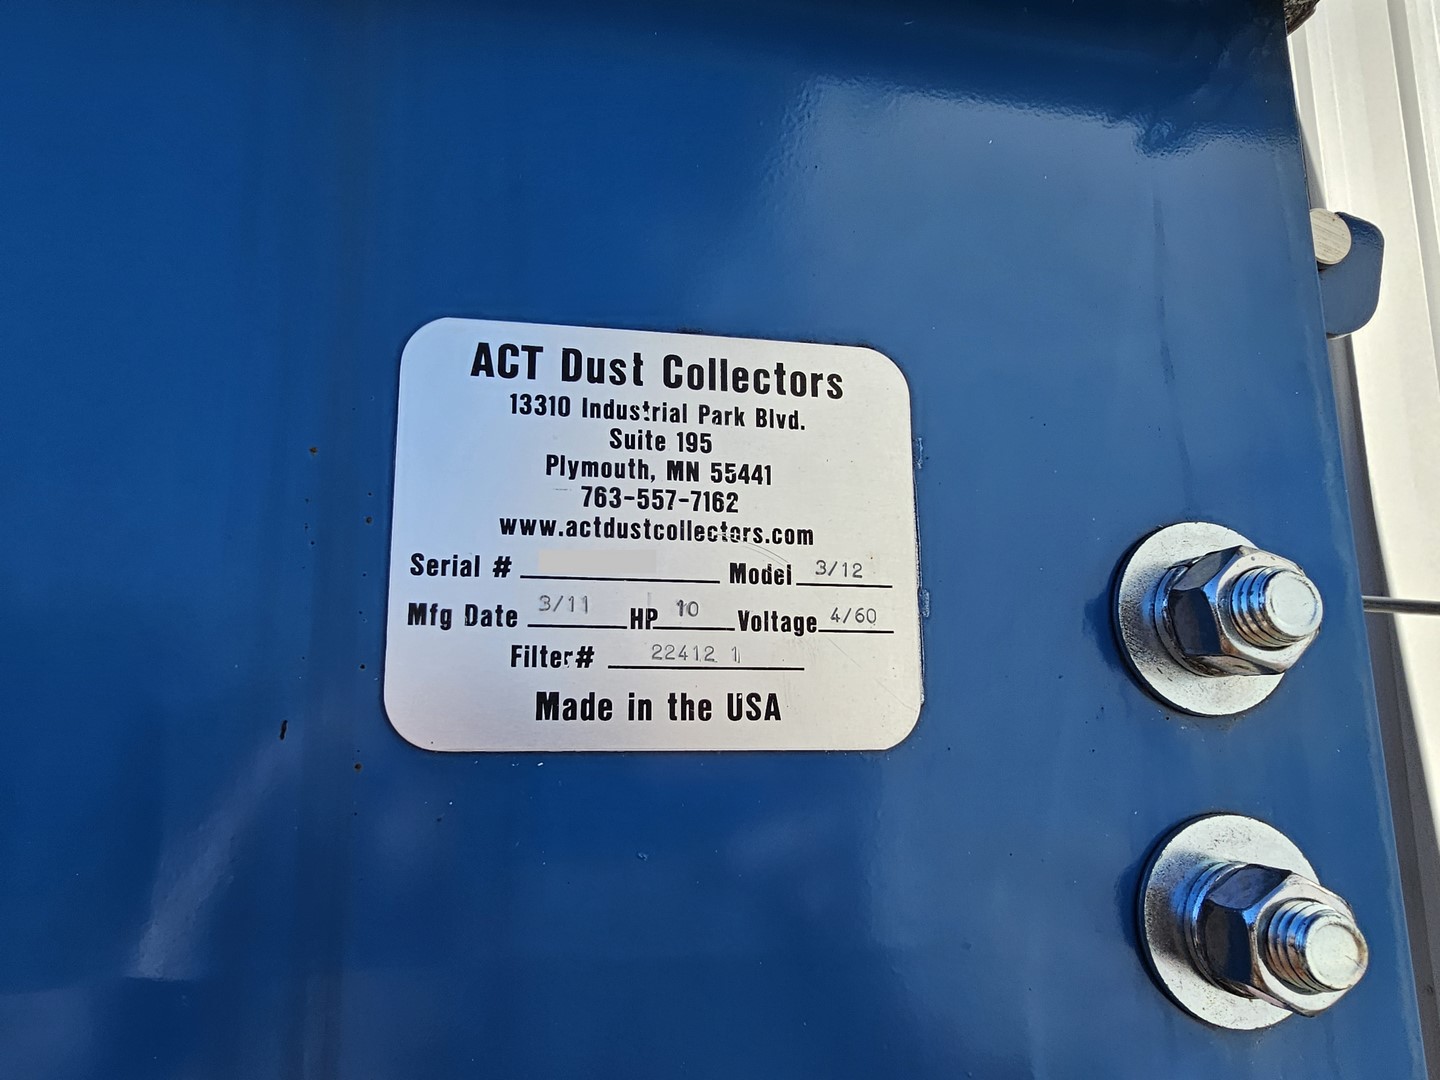 ACT Dust Collectors
13310 Industrial Park Blvd.
Suite 195
Plymouth, MN 55441
763-557-7162
www.actdustcollectors.com
Serial # Model 3/12
Mfg Date 3/11 HP 10 Voltage 4/60
Filter# 22412 1
Made in the USA